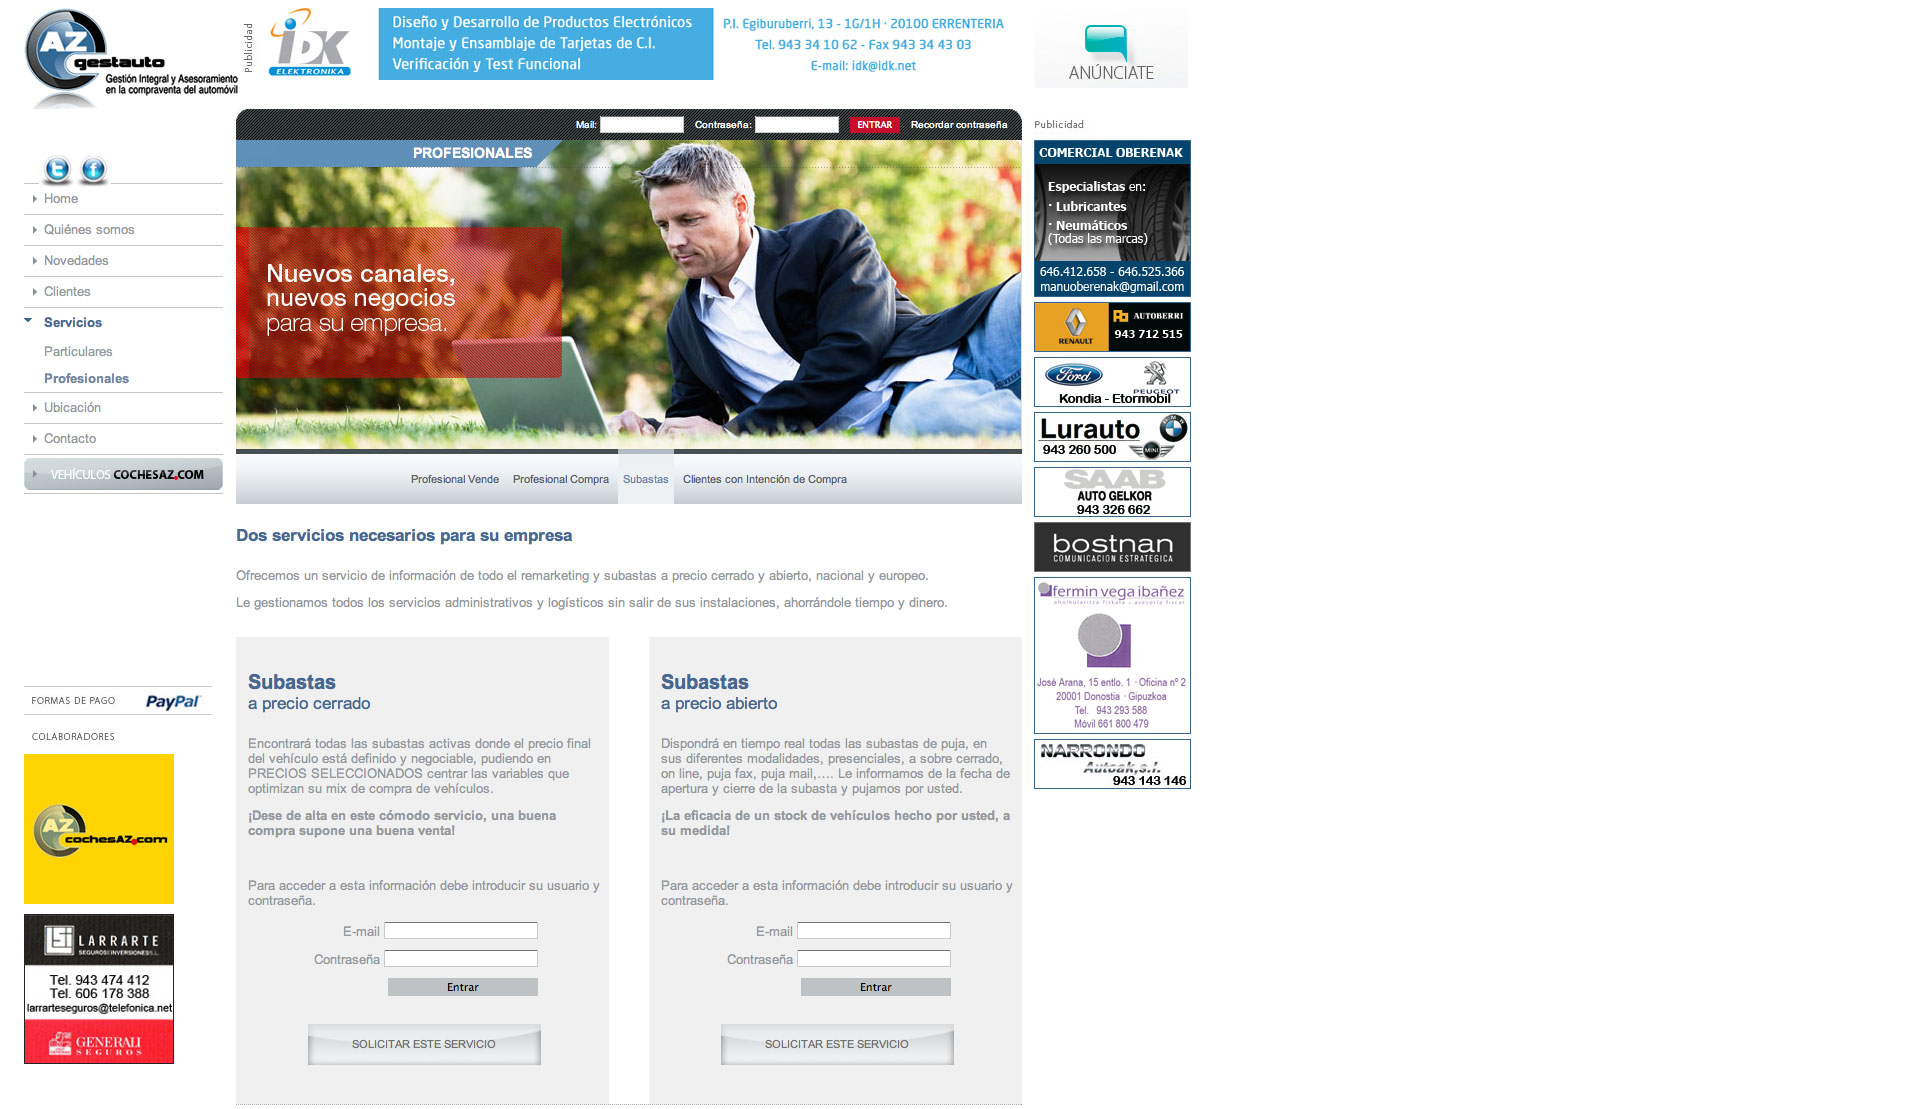 AZ
gestauto
Gestión Integral y Asesoramiento
en la compraventa del automóvil
Publicidad
iDK
ELEKTRONIKA
Diseño y Desarrollo de Productos Electrónicos
Montaje y Ensamblaje de Tarjetas de C.I.
Verificación y Test Funcional
P.I. Egiburuberri, 13 - 1G/1H · 20100 ERRENTERIA
Tel. 943 34 10 62 - Fax 943 34 43 03
E-mail: idk@idk.net
ANÚNCIATE
Mail:
Contraseña:
ENTRAR
Recordar contraseña
PROFESIONALES
Nuevos canales,
nuevos negocios
para su empresa.
Home
Quiénes somos
Novedades
Clientes
Servicios
Particulares
Profesionales
Ubicación
Contacto
VEHÍCULOS COCHESAZ.COM
FORMAS DE PAGO
PayPal
COLABORADORES
AZ
cochesAZ.com
LSI LARRARTE
SEGUROS E INVERSIONES S.L.
Tel. 943 474 412
Tel. 606 178 388
larrarteseguros@telefonica.net
GENERALI
SEGUROS
Profesional Vende
Profesional Compra
Subastas
Clientes con Intención de Compra
Dos servicios necesarios para su empresa
Ofrecemos un servicio de información de todo el remarketing y subastas a precio cerrado y abierto, nacional y europeo.
Le gestionamos todos los servicios administrativos y logísticos sin salir de sus instalaciones, ahorrándole tiempo y dinero.
Subastas
a precio cerrado
Encontrará todas las subastas activas donde el precio final
del vehículo está definido y negociable, pudiendo en
PRECIOS SELECCIONADOS centrar las variables que
optimizan su mix de compra de vehículos.
¡Dese de alta en este cómodo servicio, una buena
compra supone una buena venta!
Para acceder a esta información debe introducir su usuario y
contraseña.
E-mail
Contraseña
Entrar
SOLICITAR ESTE SERVICIO
Subastas
a precio abierto
Dispondrá en tiempo real todas las subastas de puja, en
sus diferentes modalidades, presenciales, a sobre cerrado,
on line, puja fax, puja mail,.... Le informamos de la fecha de
apertura y cierre de la subasta y pujamos por usted.
¡La eficacia de un stock de vehículos hecho por usted, a
su medida!
Para acceder a esta información debe introducir su usuario y
contraseña.
E-mail
Contraseña
Entrar
SOLICITAR ESTE SERVICIO
Publicidad
COMERCIAL OBERENAK
Especialistas en:
· Lubricantes
· Neumáticos
(Todas las marcas)
646.412.658 - 646.525.366
manuoberenak@gmail.com
RENAULT
AUTOBERRI
943 712 515
Ford
PEUGEOT
Kondia - Etormobil
Lurauto
943 260 500
MINI
SAAB
AUTO GELKOR
943 326 662
bostnan
COMUNICACION ESTRATEGICA
fermin vega ibañez
aholkularitza fiskala - asesoria fiscal
José Arana, 15 entlo. 1 · Oficina nº 2
20001 Donostia · Gipuzkoa
Tel. 943 293 588
Móvil 661 800 479
NARRONDO
Autoak,s.l.
943 143 146